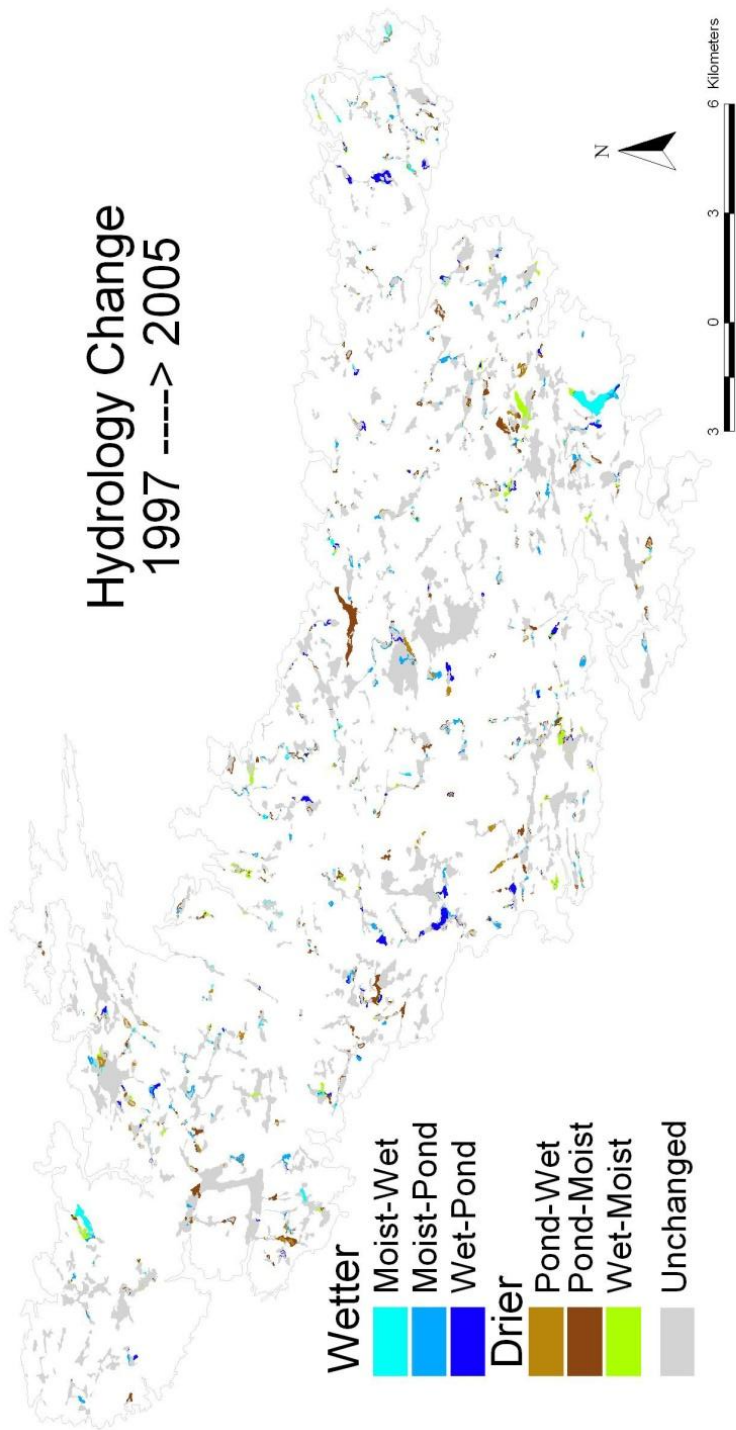 Hydrology Change
1997 ----> 2005
Wetter
Moist-Wet
Moist-Pond
Wet-Pond
Drier
Pond-Wet
Pond-Moist
Wet-Moist
Unchanged
N
3 0 3 6 Kilometers